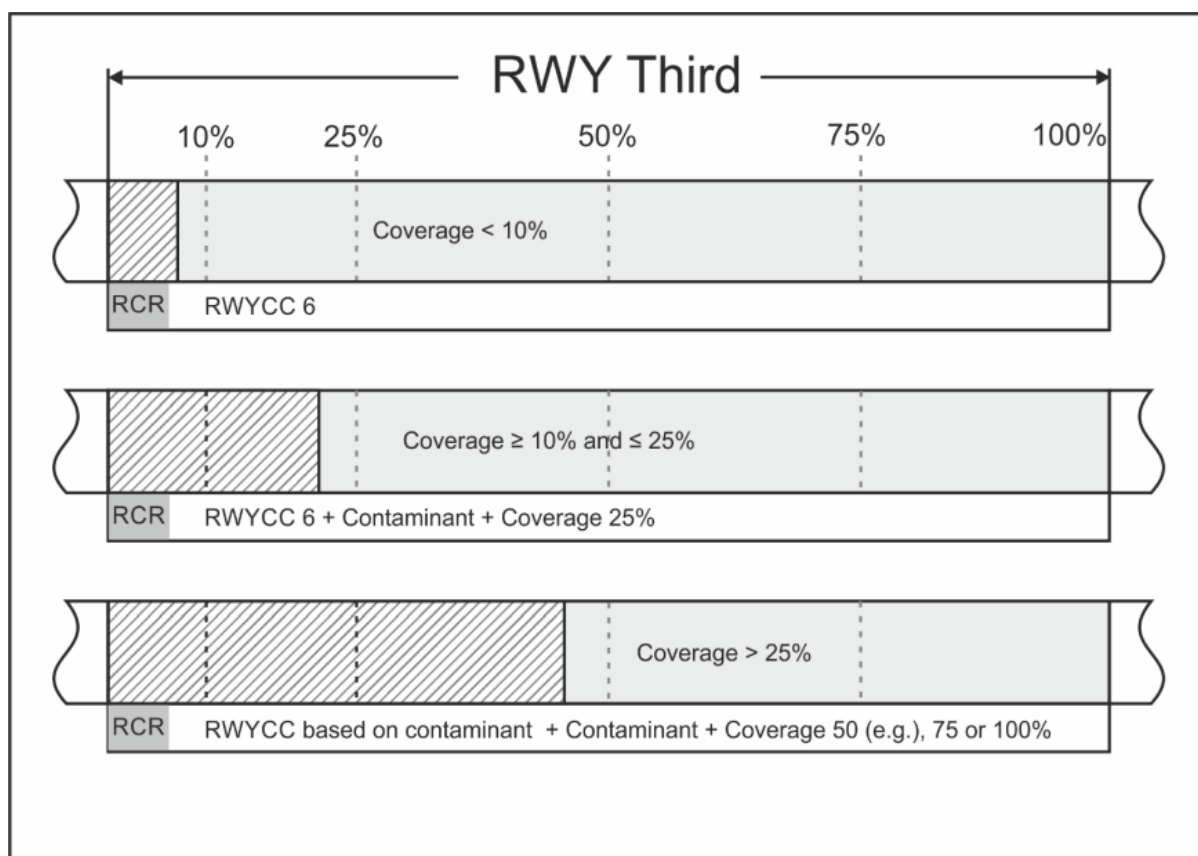 RWY Third
10% 25% 50% 75% 100%
Coverage < 10%
RCR RWYCC 6
Coverage ≥ 10% and ≤ 25%
RCR RWYCC 6 + Contaminant + Coverage 25%
Coverage > 25%
RCR RWYCC based on contaminant + Contaminant + Coverage 50 (e.g.), 75 or 100%